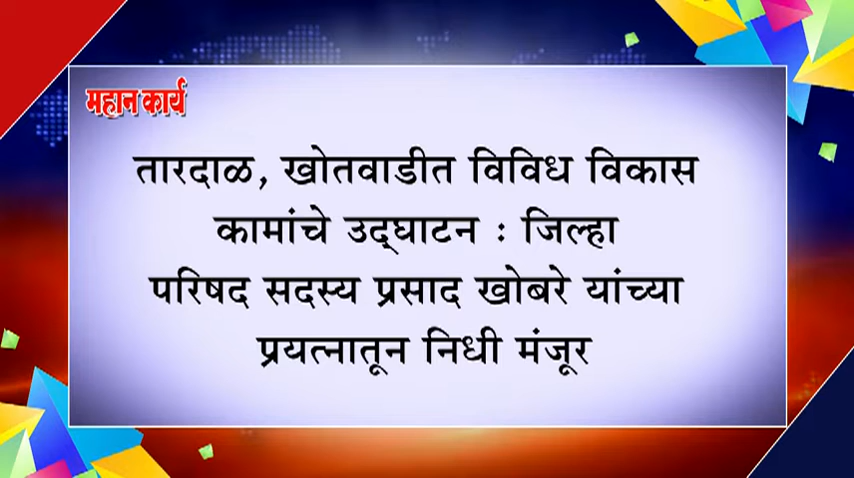 महान कार्य
तारदाळ, खोतवाडीत विविध विकास
कामांचे उद्‌घाटन : जिल्हा
परिषद सदस्य प्रसाद खोबरे यांच्या
प्रयत्नातून निधी मंजूर